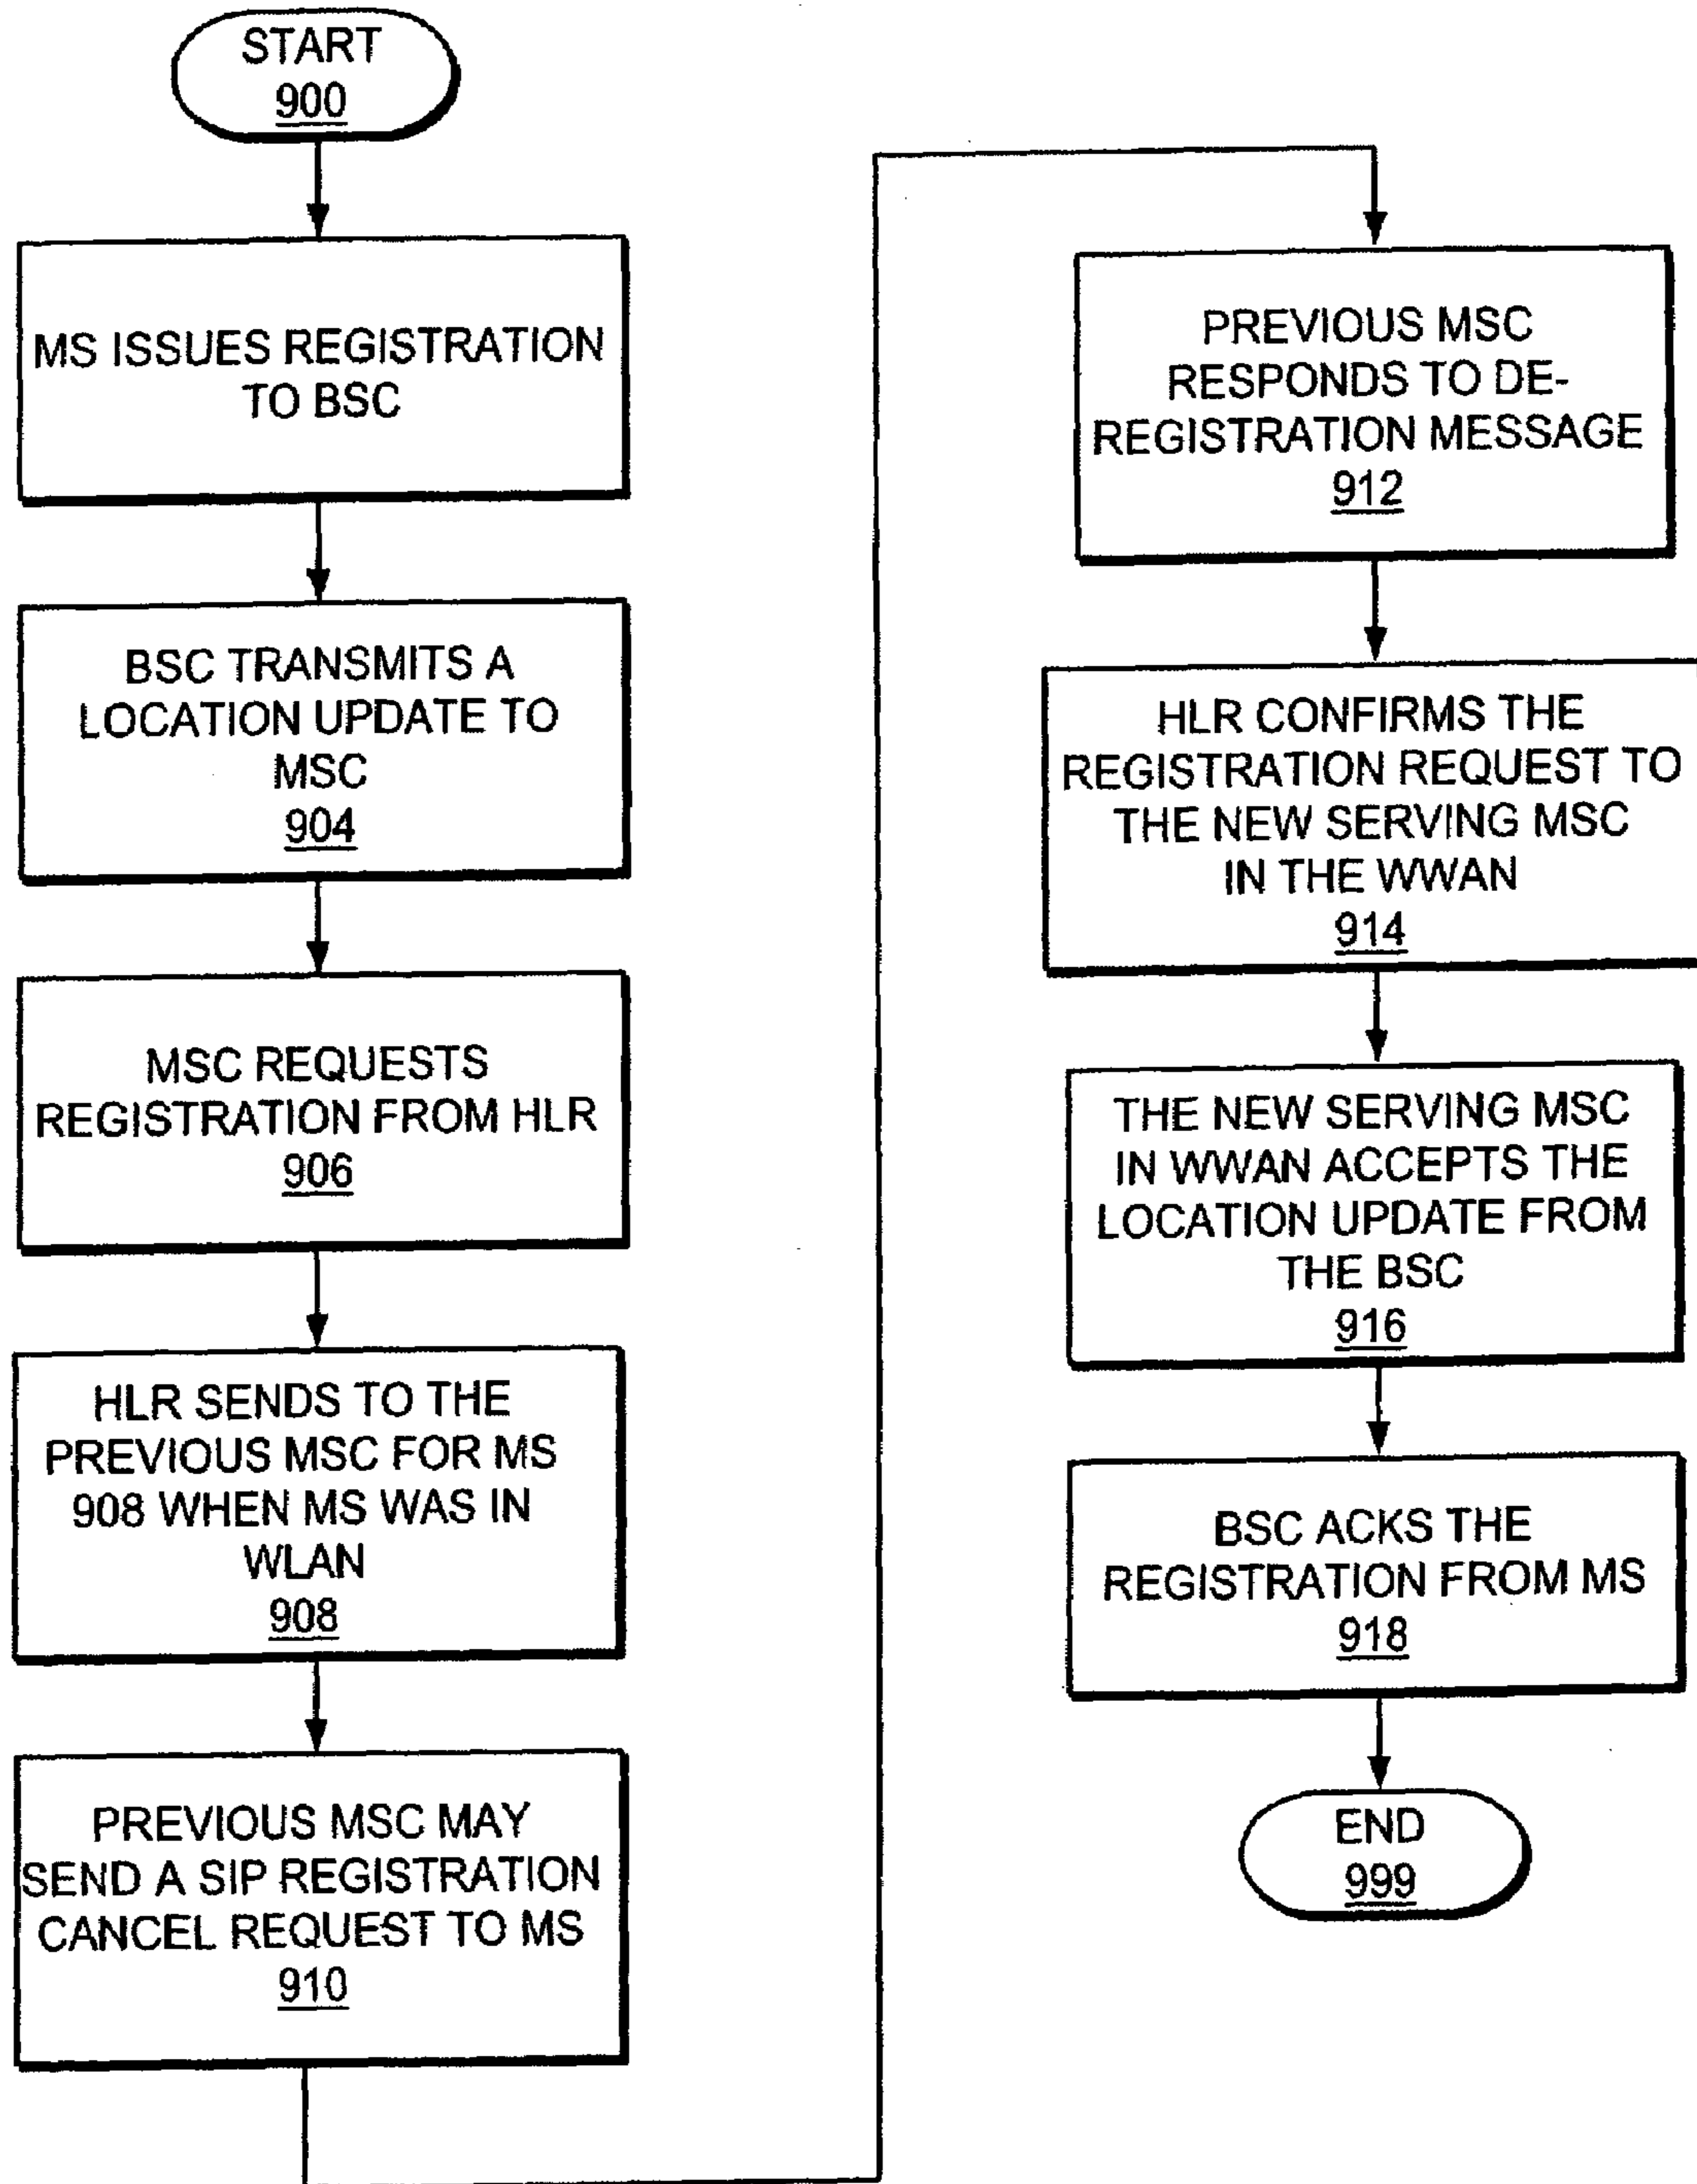 START
900
MS ISSUES REGISTRATION
TO BSC
BSC TRANSMITS A
LOCATION UPDATE TO
MSC
904
MSC REQUESTS
REGISTRATION FROM HLR
906
HLR SENDS TO THE
PREVIOUS MSC FOR MS
908 WHEN MS WAS IN
WLAN
908
PREVIOUS MSC MAY
SEND A SIP REGISTRATION
CANCEL REQUEST TO MS
910
PREVIOUS MSC
RESPONDS TO DE-
REGISTRATION MESSAGE
912
HLR CONFIRMS THE
REGISTRATION REQUEST TO
THE NEW SERVING MSC
IN THE WWAN
914
THE NEW SERVING MSC
IN WWAN ACCEPTS THE
LOCATION UPDATE FROM
THE BSC
916
BSC ACKS THE
REGISTRATION FROM MS
918
END
999